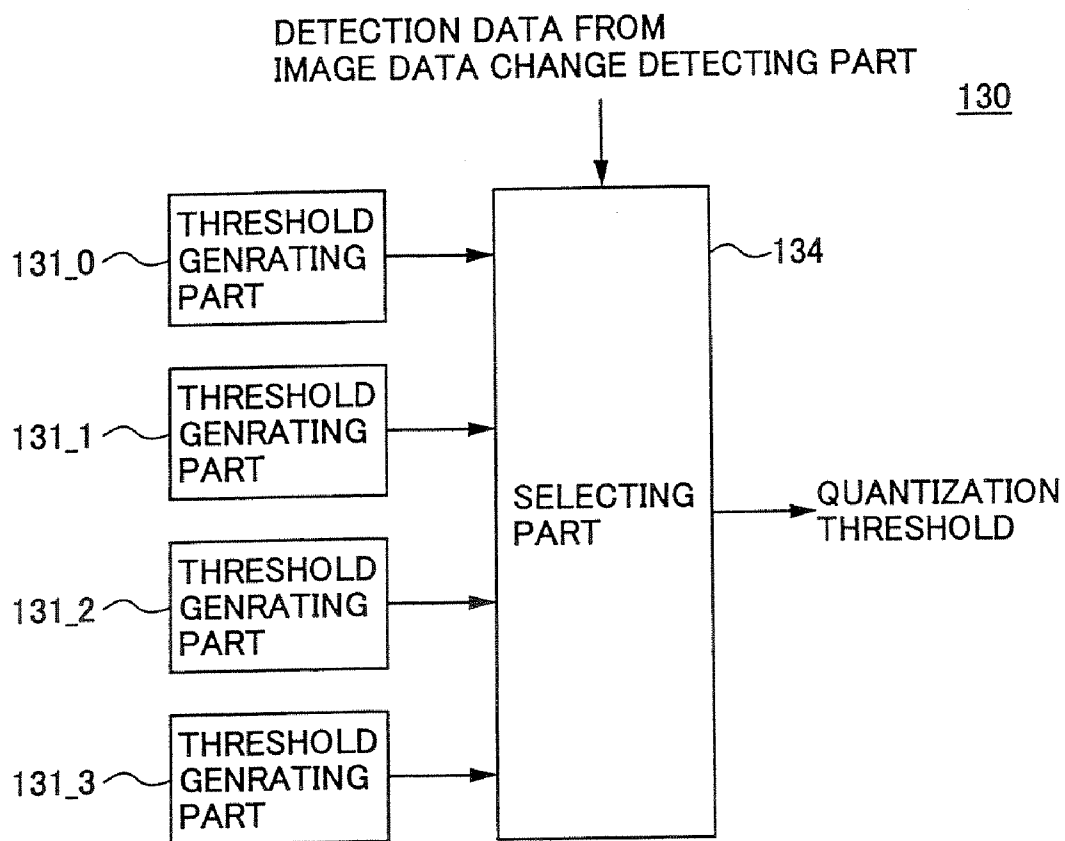 DETECTION DATA FROM
IMAGE DATA CHANGE DETECTING PART
130
THRESHOLD
GENRATING
PART
131_0
134
THRESHOLD
GENRATING
PART
131_1
SELECTING
PART
QUANTIZATION
THRESHOLD
THRESHOLD
GENRATING
PART
131_2
THRESHOLD
GENRATING
PART
131_3